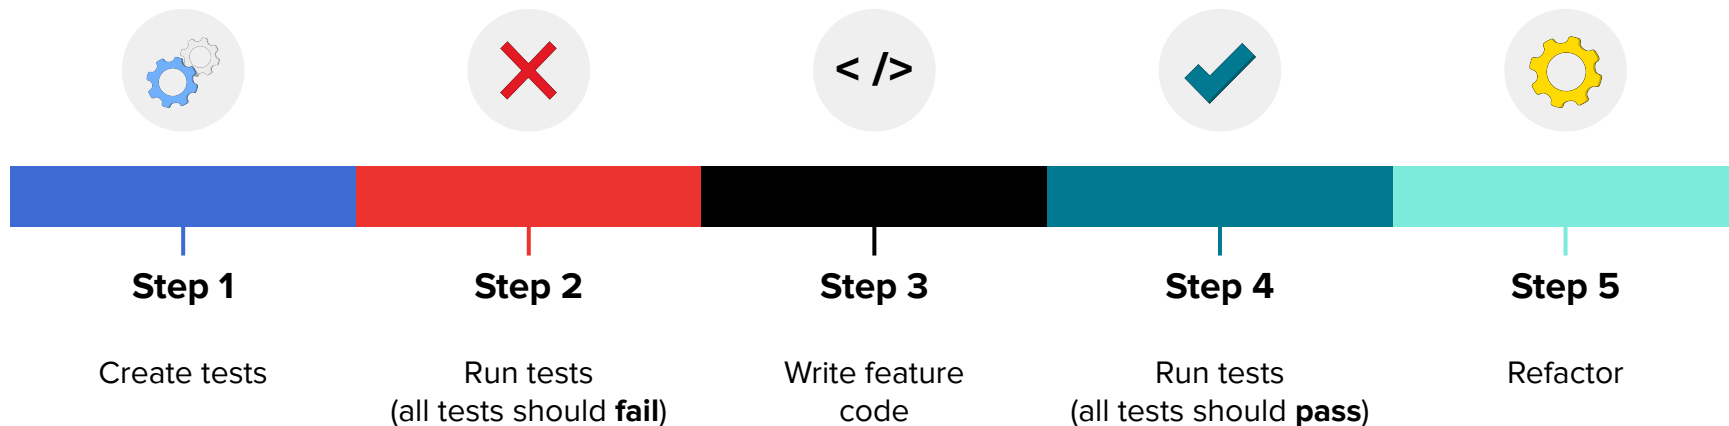 < />
Step 1
Step 2
Step 3
Step 4
Step 5
Create tests
Run tests
(all tests should fail)
Write feature
code
Run tests
(all tests should pass)
Refactor